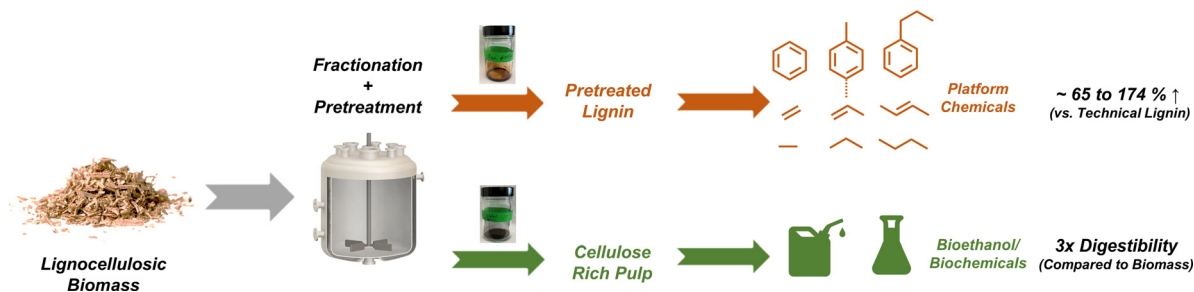 Fractionation
+
Pretreatment
Lignocellulosic
Biomass
Pretreated
Lignin
Platform
Chemicals
~ 65 to 174 % ↑
(vs. Technical Lignin)
Cellulose
Rich Pulp
Bioethanol/
Biochemicals
3x Digestibility
(Compared to Biomass)